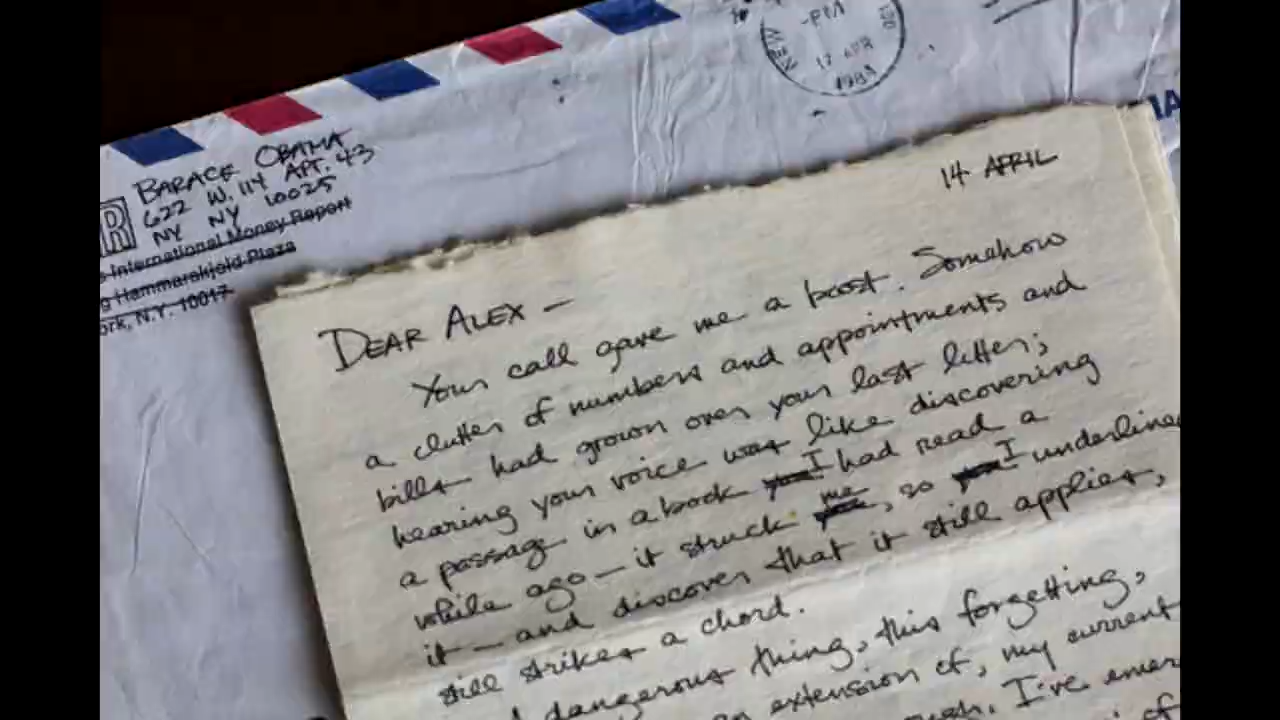 BARACK OBAMA
622 W. 114 APT. 43
NY NY 10025
International Money Report
Hammarskjold Plaza
ork, N.Y. 10017
NEW
17 APR
14 APRIL
DEAR ALEX —
Your call gave me a boost. Somehow
a clutter of numbers and appointments and
bills had grown over your last letter;
hearing your voice was like discovering
a passage in a book I had read a
while ago — it struck me, so I underlined
it — and discover that it still applies,
still strikes a chord.
dangerous thing, this forgetting,
extension of, my current
I've emer
of